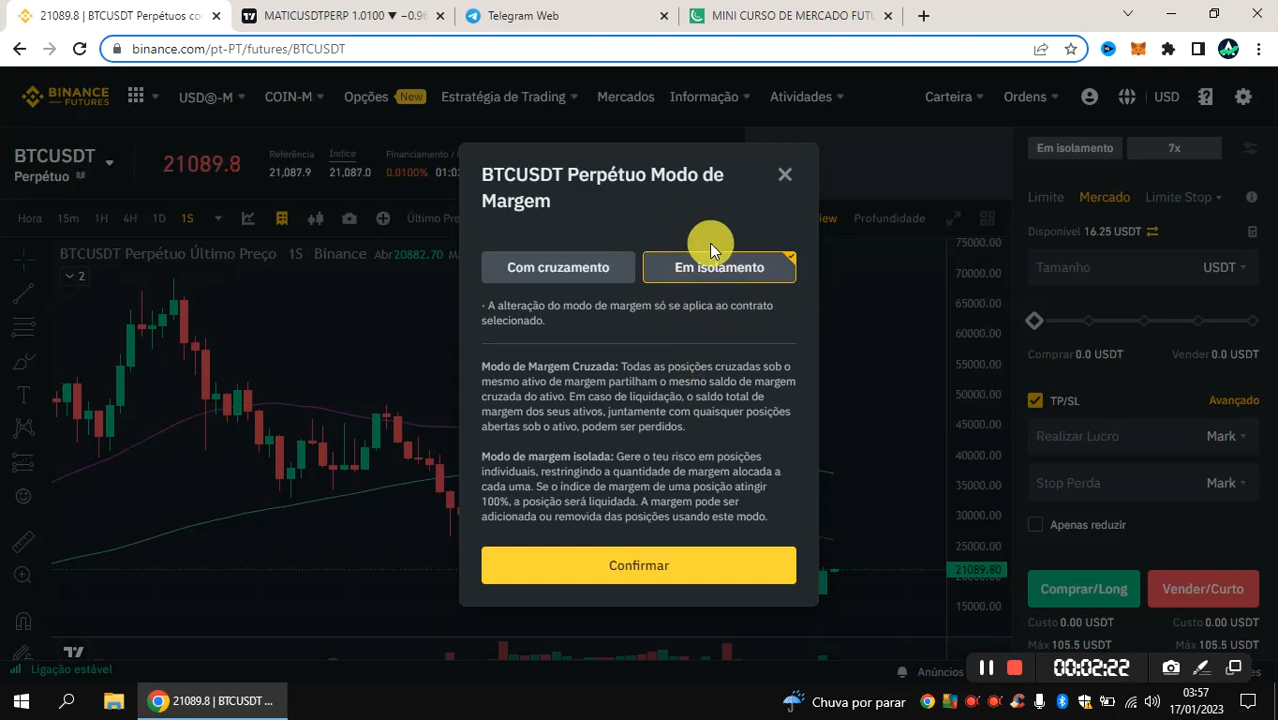 21089.8 | BTCUSDT Perpétuos co
MATICUSDTPERP 1.0100 ▼ −0.96
Telegram Web
MINI CURSO DE MERCADO FUTU
binance.com/pt-PT/futures/BTCUSDT
BINANCE
FUTURES
USDⓈ-M
COIN-M
Opções
New
Estratégia de Trading
Mercados
Informação
Atividades
Carteira
Ordens
USD
BTCUSDT
Perpétuo
21089.8
Referência
21,087.9
Índice
21,087.0
Financiamento /
0.0100%
Em isolamento
7x
Limite
Mercado
Limite Stop
Disponível 16.25 USDT
Tamanho
USDT
Comprar 0.0 USDT
Vender 0.0 USDT
TP/SL
Avançado
Realizar Lucro
Mark
Stop Perda
Mark
Apenas reduzir
Comprar/Long
Vender/Curto
Custo 0.00 USDT
Custo 0.00 USDT
Máx 105.5 USDT
Máx 105.5 USDT
Hora
15m
1H
4H
1D
1S
Último Pre
Profundidade
BTCUSDT Perpétuo Último Preço
1S
Binance
Abr20882.70
2
75000.00
70000.00
65000.00
60000.00
55000.00
50000.00
45000.00
40000.00
35000.00
30000.00
25000.00
21089.80
15000.00
BTCUSDT Perpétuo Modo de
Margem
Com cruzamento
Em isolamento
· A alteração do modo de margem só se aplica ao contrato
selecionado.
Modo de Margem Cruzada: Todas as posições cruzadas sob o
mesmo ativo de margem partilham o mesmo saldo de margem
cruzada do ativo. Em caso de liquidação, o saldo total de
margem dos seus ativos, juntamente com quaisquer posições
abertas sob o ativo, podem ser perdidos.
Modo de margem isolada: Gere o teu risco em posições
individuais, restringindo a quantidade de margem alocada a
cada uma. Se o índice de margem de uma posição atingir
100%, a posição será liquidada. A margem pode ser
adicionada ou removida das posições usando este modo.
Confirmar
Ligação estável
Anúncios
00:02:22
21089.8 | BTCUSDT ...
Chuva por parar
03:57
17/01/2023